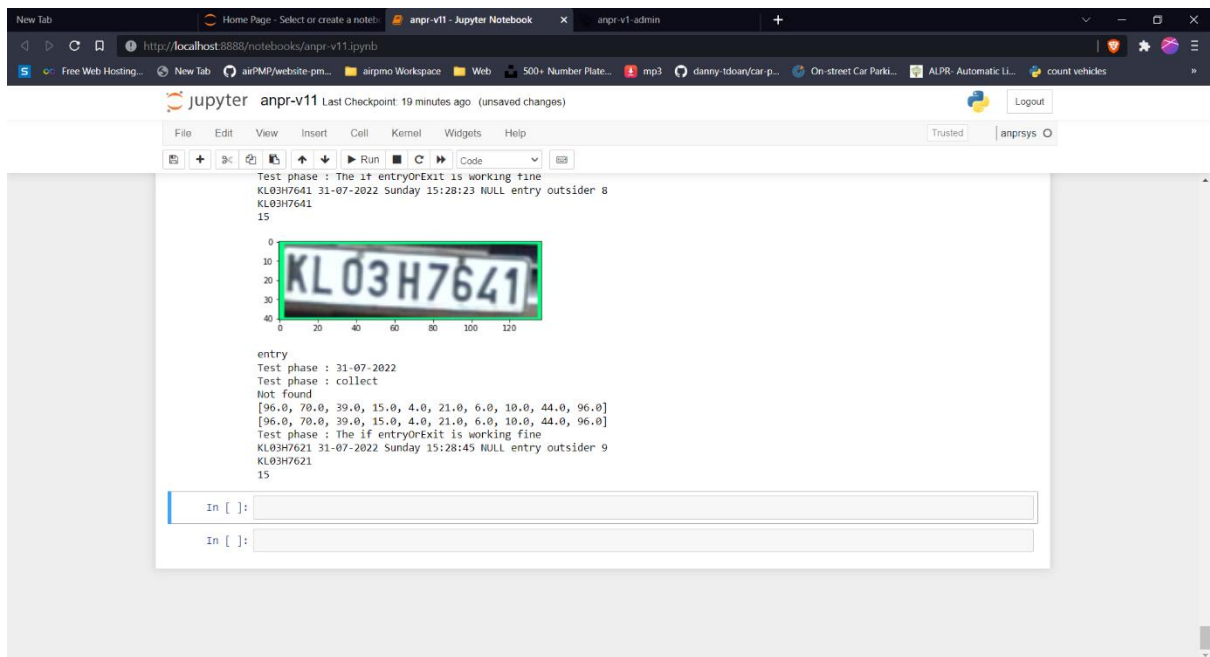 New Tab
Home Page - Select or create a notebo
anpr-v11 - Jupyter Notebook
anpr-v1-admin
http://localhost:8888/notebooks/anpr-v11.ipynb
Free Web Hosting...
New Tab
airPMP/website-pm...
airpmo Workspace
Web
500+ Number Plate...
mp3
danny-tdoan/car-p...
On-street Car Parki...
ALPR- Automatic Li...
count vehicles
»
jupyter anpr-v11 Last Checkpoint: 19 minutes ago (unsaved changes)
Logout
File Edit View Insert Cell Kernel Widgets Help
Trusted
anprsys
Run
Code
Test phase : The if entryOrExit is working fine
KL03H7641 31-07-2022 Sunday 15:28:23 NULL entry outsider 8
KL03H7641
15
0
10
20
30
40
KL03H7641
0 20 40 60 80 100 120
entry
Test phase : 31-07-2022
Test phase : collect
Not found
[96.0, 70.0, 39.0, 15.0, 4.0, 21.0, 6.0, 10.0, 44.0, 96.0]
[96.0, 70.0, 39.0, 15.0, 4.0, 21.0, 6.0, 10.0, 44.0, 96.0]
Test phase : The if entryOrExit is working fine
KL03H7621 31-07-2022 Sunday 15:28:45 NULL entry outsider 9
KL03H7621
15
In [ ]:
In [ ]: